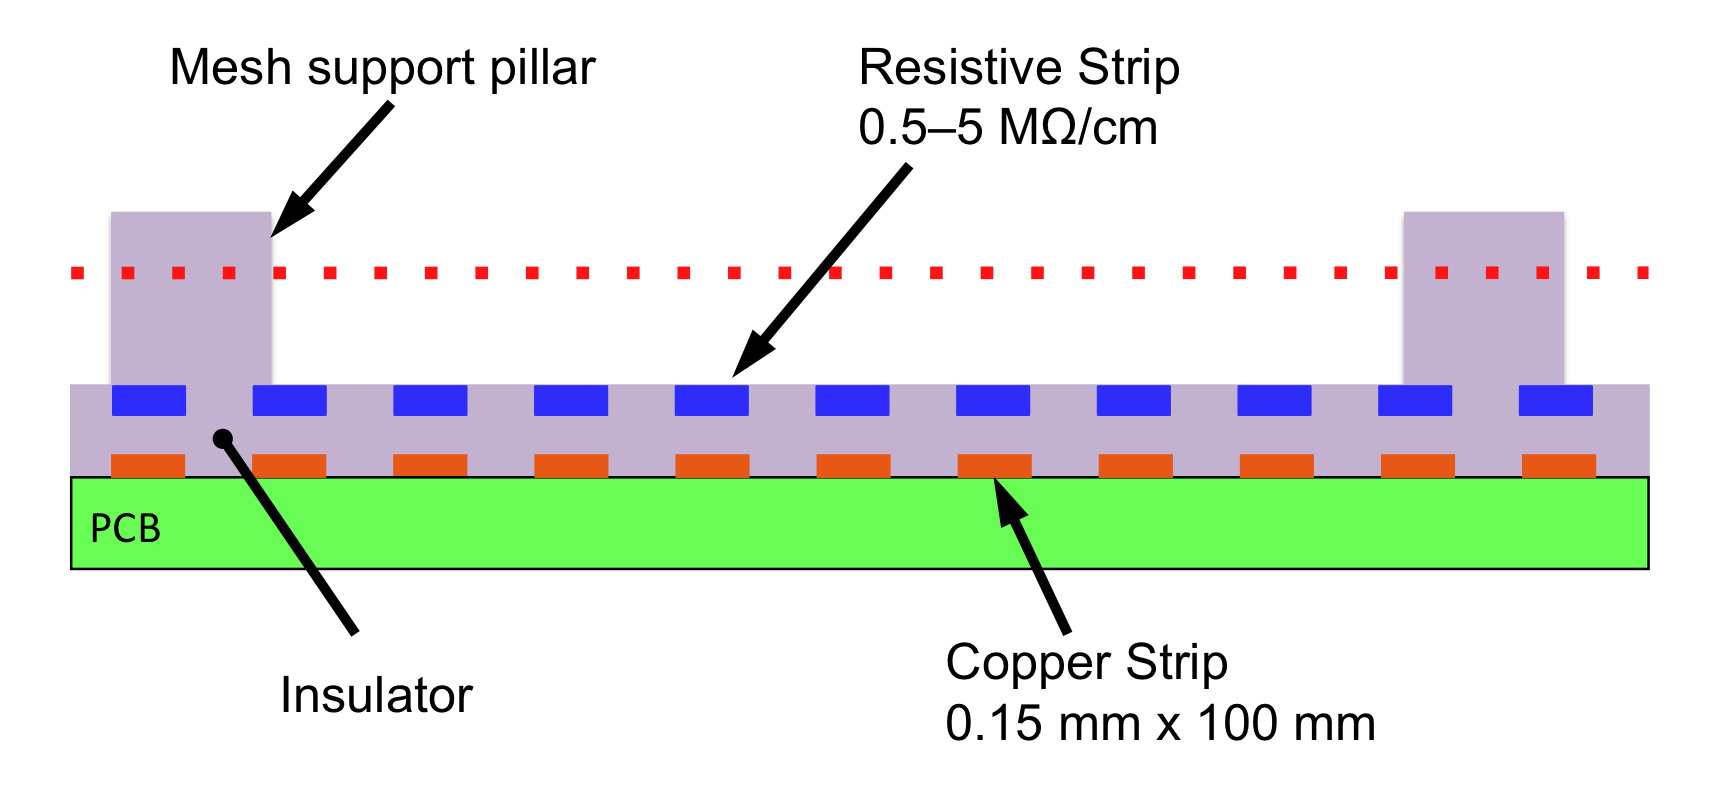 Mesh support pillar
Resistive Strip
0.5–5 MΩ/cm
PCB
Insulator
Copper Strip
0.15 mm x 100 mm